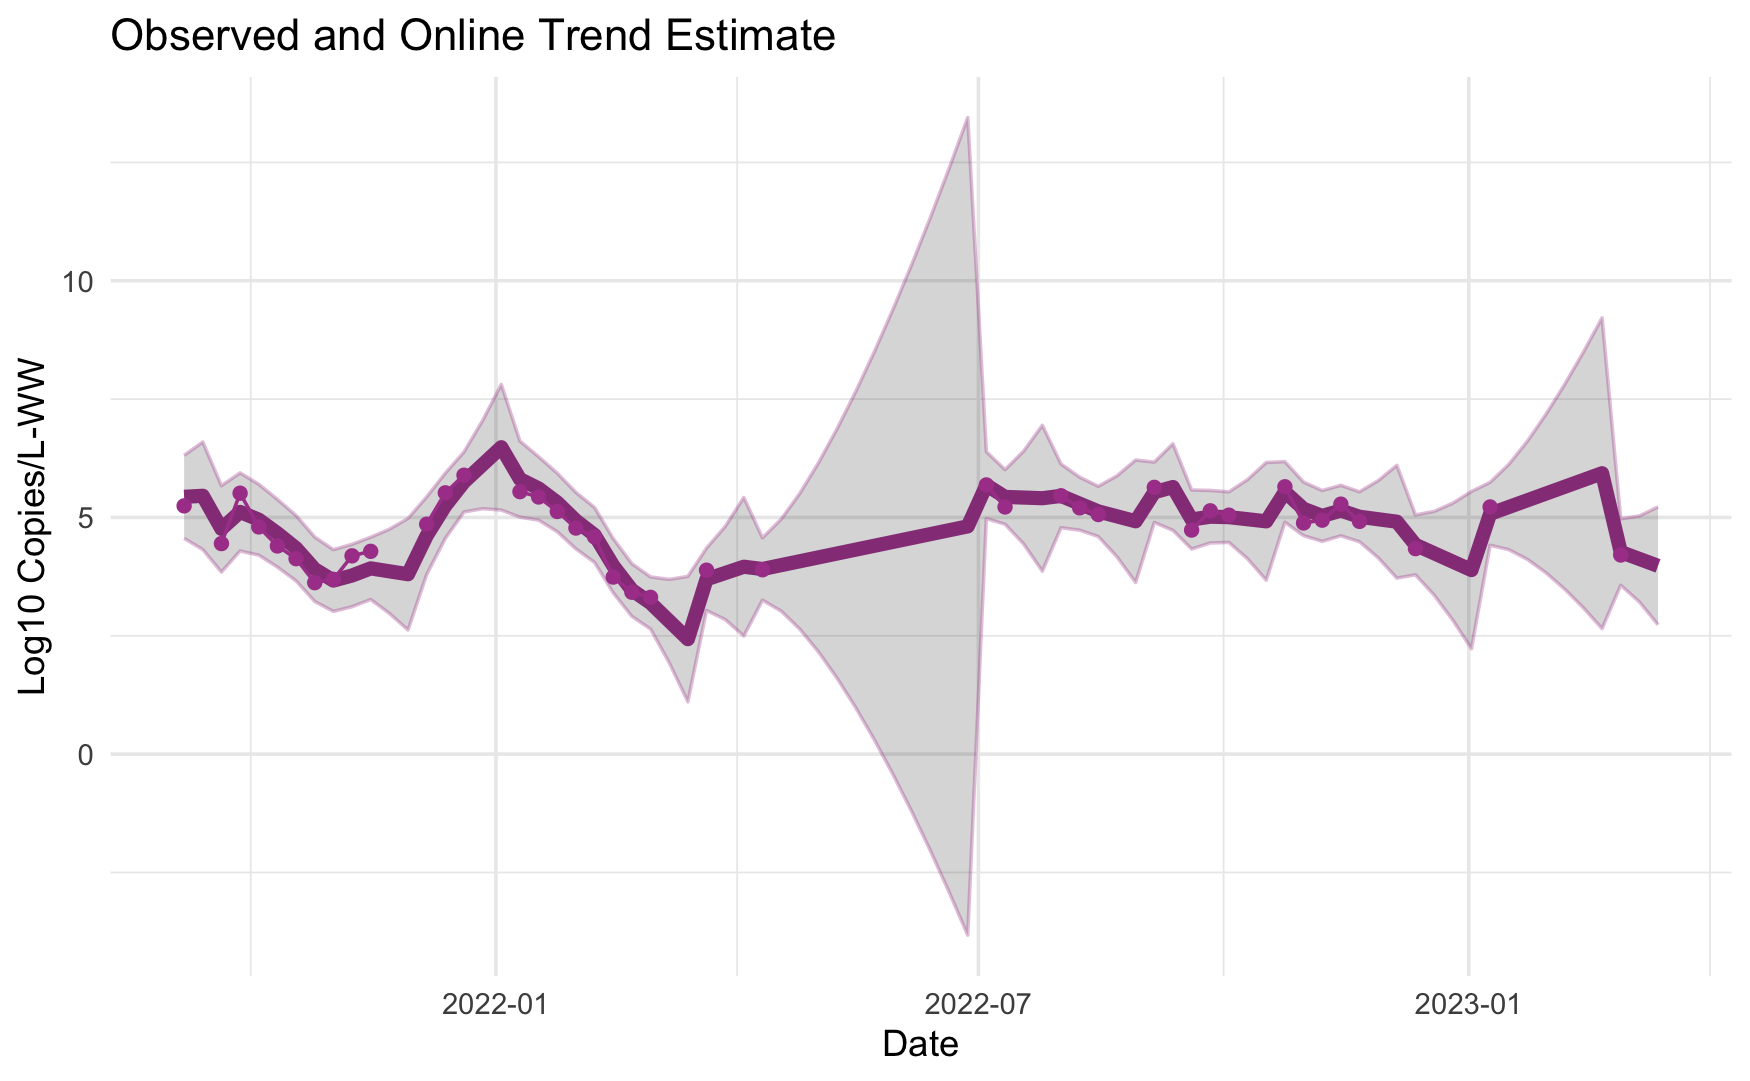 Observed and Online Trend Estimate
Log10 Copies/L-WW
10
5
0
2022-01
2022-07
2023-01
Date